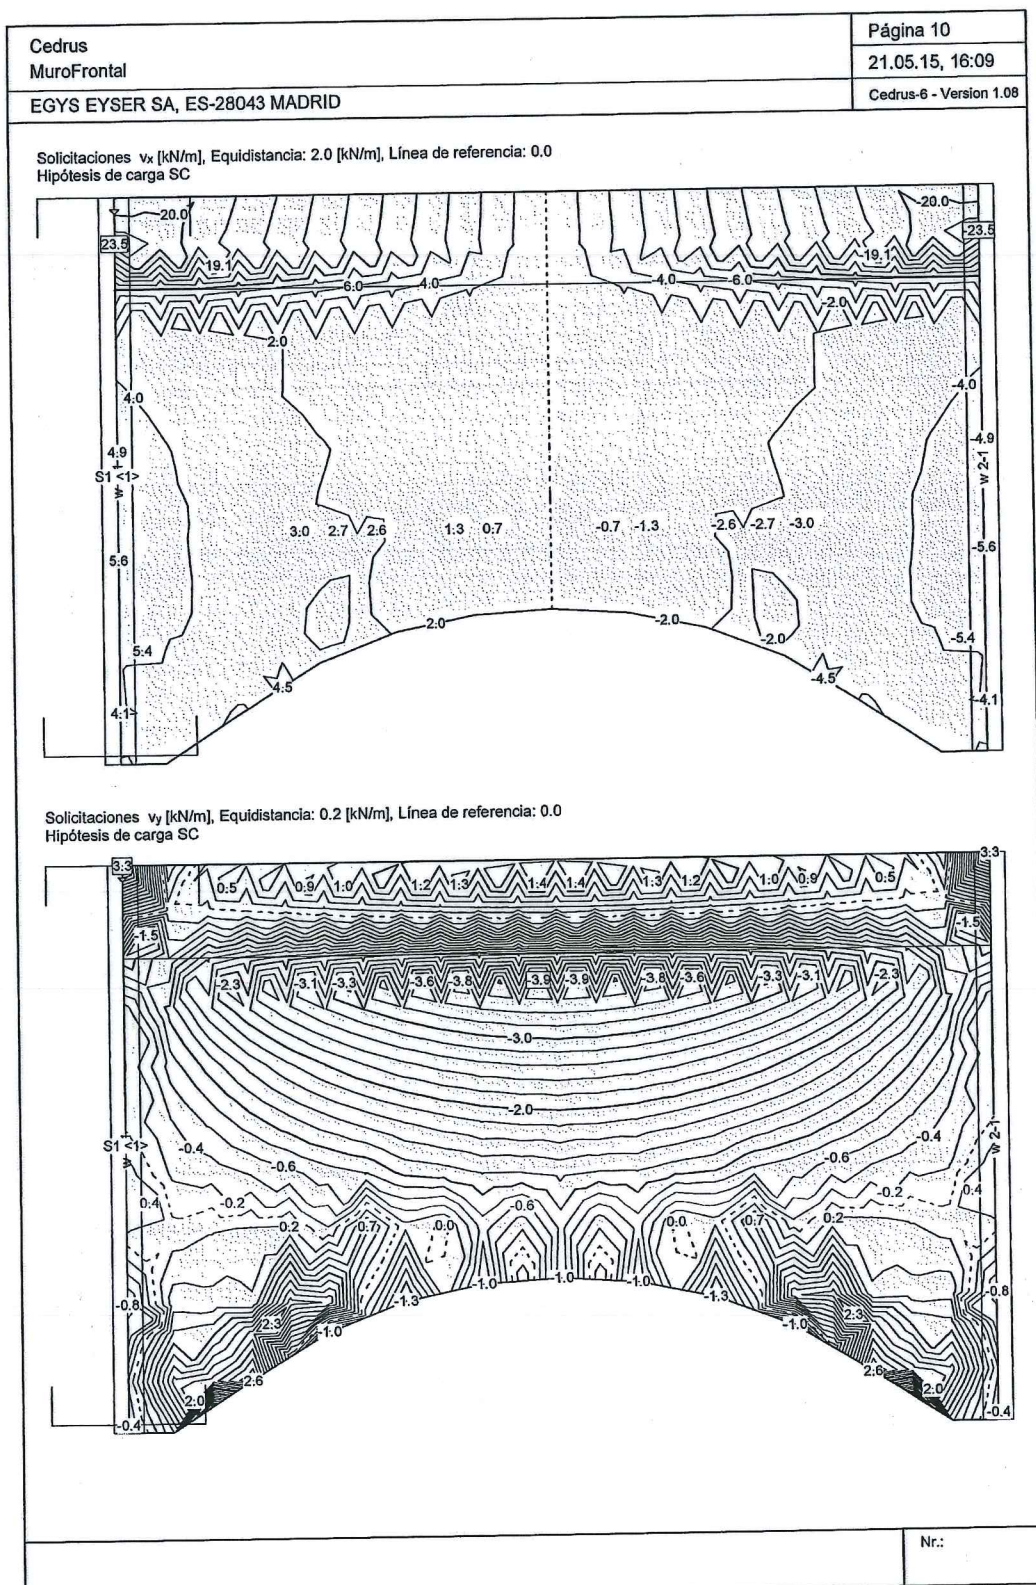 Cedrus
MuroFrontal
Página 10
21.05.15, 16:09
EGYS EYSER SA, ES-28043 MADRID
Cedrus-6 - Version 1.08
Solicitaciones vx [kN/m], Equidistancia: 2.0 [kN/m], Línea de referencia: 0.0
Hipótesis de carga SC
20.0 -20.0
23.5 -23.5
19.1 -19.1
6.0 4.0 -4.0 -6.0
-2.0
2.0
4.0 -4.0
4.9 -4.9
S1 <1> w 2-1
3.0 2.7 2.6 1.3 0.7 -0.7 -1.3 -2.6 -2.7 -3.0
5.6 -5.6
2.0 -2.0 -2.0
5.4 -5.4
4.5 -4.5
4.1 -4.1
Solicitaciones vy [kN/m], Equidistancia: 0.2 [kN/m], Línea de referencia: 0.0
Hipótesis de carga SC
3.3 3.3
0.5 0.9 1.0 1.2 1.3 1.4 1.4 1.3 1.2 1.0 0.9 0.5
-1.5 -1.5
-2.3 -3.1 -3.3 -3.6 -3.8 -3.9 -3.9 -3.8 -3.6 -3.3 -3.1 -2.3
-3.0
-2.0
S1 <1> -0.4 -0.4 w 2-1
-0.6 -0.6
0.4 -0.2 -0.6 -0.2 0.4
0.2 0.7 0.0 0.0 0.7 0.2
-1.0 -1.0 -1.0
-0.8 -1.3 -1.3 -0.8
2.3 -1.0 -1.0 2.3
2.6 2.6
2.0 2.0
-0.4 -0.4
Nr.: